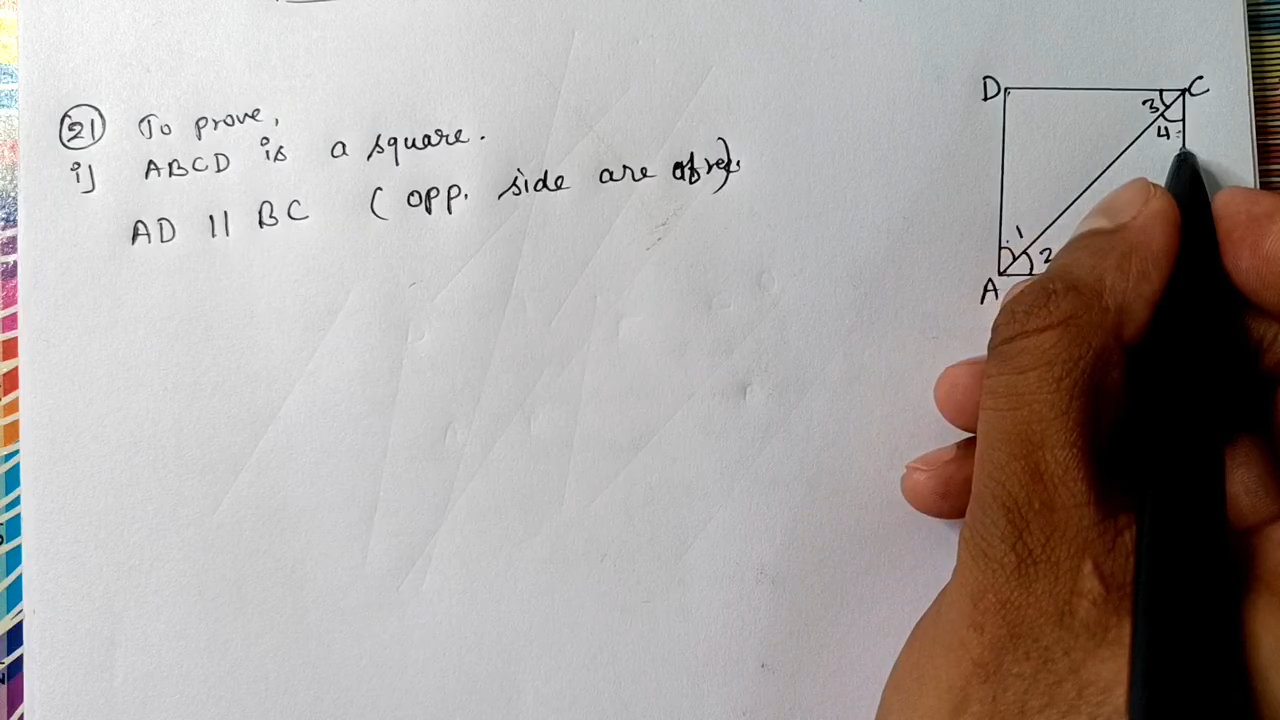 21 To prove,
i) ABCD is a square.
AD || BC ( opp. side are
D
C
3
4
1
2
A